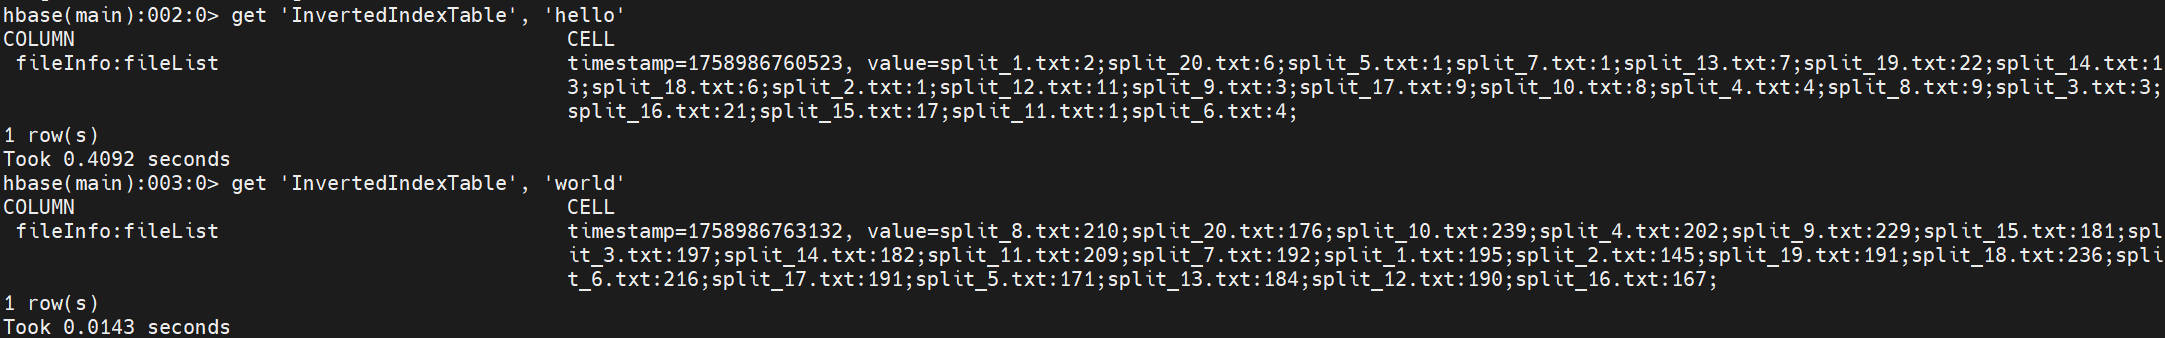 hbase(main):002:0> get 'InvertedIndexTable', 'hello'
COLUMN CELL
fileInfo:fileList timestamp=1758986760523, value=split_1.txt:2;split_20.txt:6;split_5.txt:1;split_7.txt:1;split_13.txt:7;split_19.txt:22;split_14.txt:1
3;split_18.txt:6;split_2.txt:1;split_12.txt:11;split_9.txt:3;split_17.txt:9;split_10.txt:8;split_4.txt:4;split_8.txt:9;split_3.txt:3;
split_16.txt:21;split_15.txt:17;split_11.txt:1;split_6.txt:4;
1 row(s)
Took 0.4092 seconds
hbase(main):003:0> get 'InvertedIndexTable', 'world'
COLUMN CELL
fileInfo:fileList timestamp=1758986763132, value=split_8.txt:210;split_20.txt:176;split_10.txt:239;split_4.txt:202;split_9.txt:229;split_15.txt:181;spl
it_3.txt:197;split_14.txt:182;split_11.txt:209;split_7.txt:192;split_1.txt:195;split_2.txt:145;split_19.txt:191;split_18.txt:236;spli
t_6.txt:216;split_17.txt:191;split_5.txt:171;split_13.txt:184;split_12.txt:190;split_16.txt:167;
1 row(s)
Took 0.0143 seconds